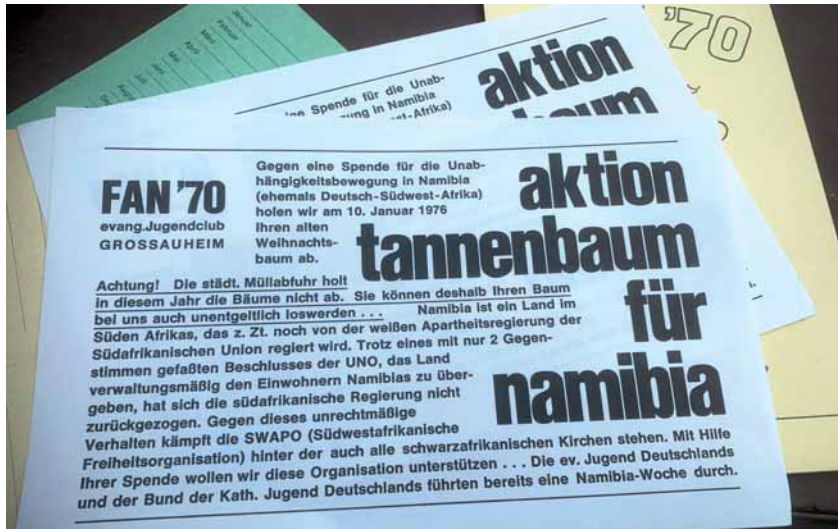 Januar
Februar
März
April
Mai
Juni
Juli
'70
Spende für die Unab-
in Namibia
aktion
FAN '70
evang.Jugendclub
GROSSAUHEIM
Gegen eine Spende für die Unab-
hängigkeitsbewegung in Namibia
(ehemals Deutsch-Südwest-Afrika)
holen wir am 10. Januar 1976
Ihren alten
Weihnachts-
baum ab.
aktion
tannenbaum
für
namibia
Achtung! Die städt. Müllabfuhr holt
in diesem Jahr die Bäume nicht ab. Sie können deshalb Ihren Baum
bei uns auch unentgeltlich loswerden . . . Namibia ist ein Land im
Süden Afrikas, das z. Zt. noch von der weißen Apartheitsregierung der
Südafrikanischen Union regiert wird. Trotz eines mit nur 2 Gegen-
stimmen gefaßten Beschlusses der UNO, das Land
verwaltungsmäßig den Einwohnern Namibias zu über-
geben, hat sich die südafrikanische Regierung nicht
zurückgezogen. Gegen dieses unrechtmäßige
Verhalten kämpft die SWAPO (Südwestafrikanische
Freiheitsorganisation) hinter der auch alle schwarzafrikanischen Kirchen stehen. Mit Hilfe
Ihrer Spende wollen wir diese Organisation unterstützen . . . Die ev. Jugend Deutschlands
und der Bund der Kath. Jugend Deutschlands führten bereits eine Namibia-Woche durch.